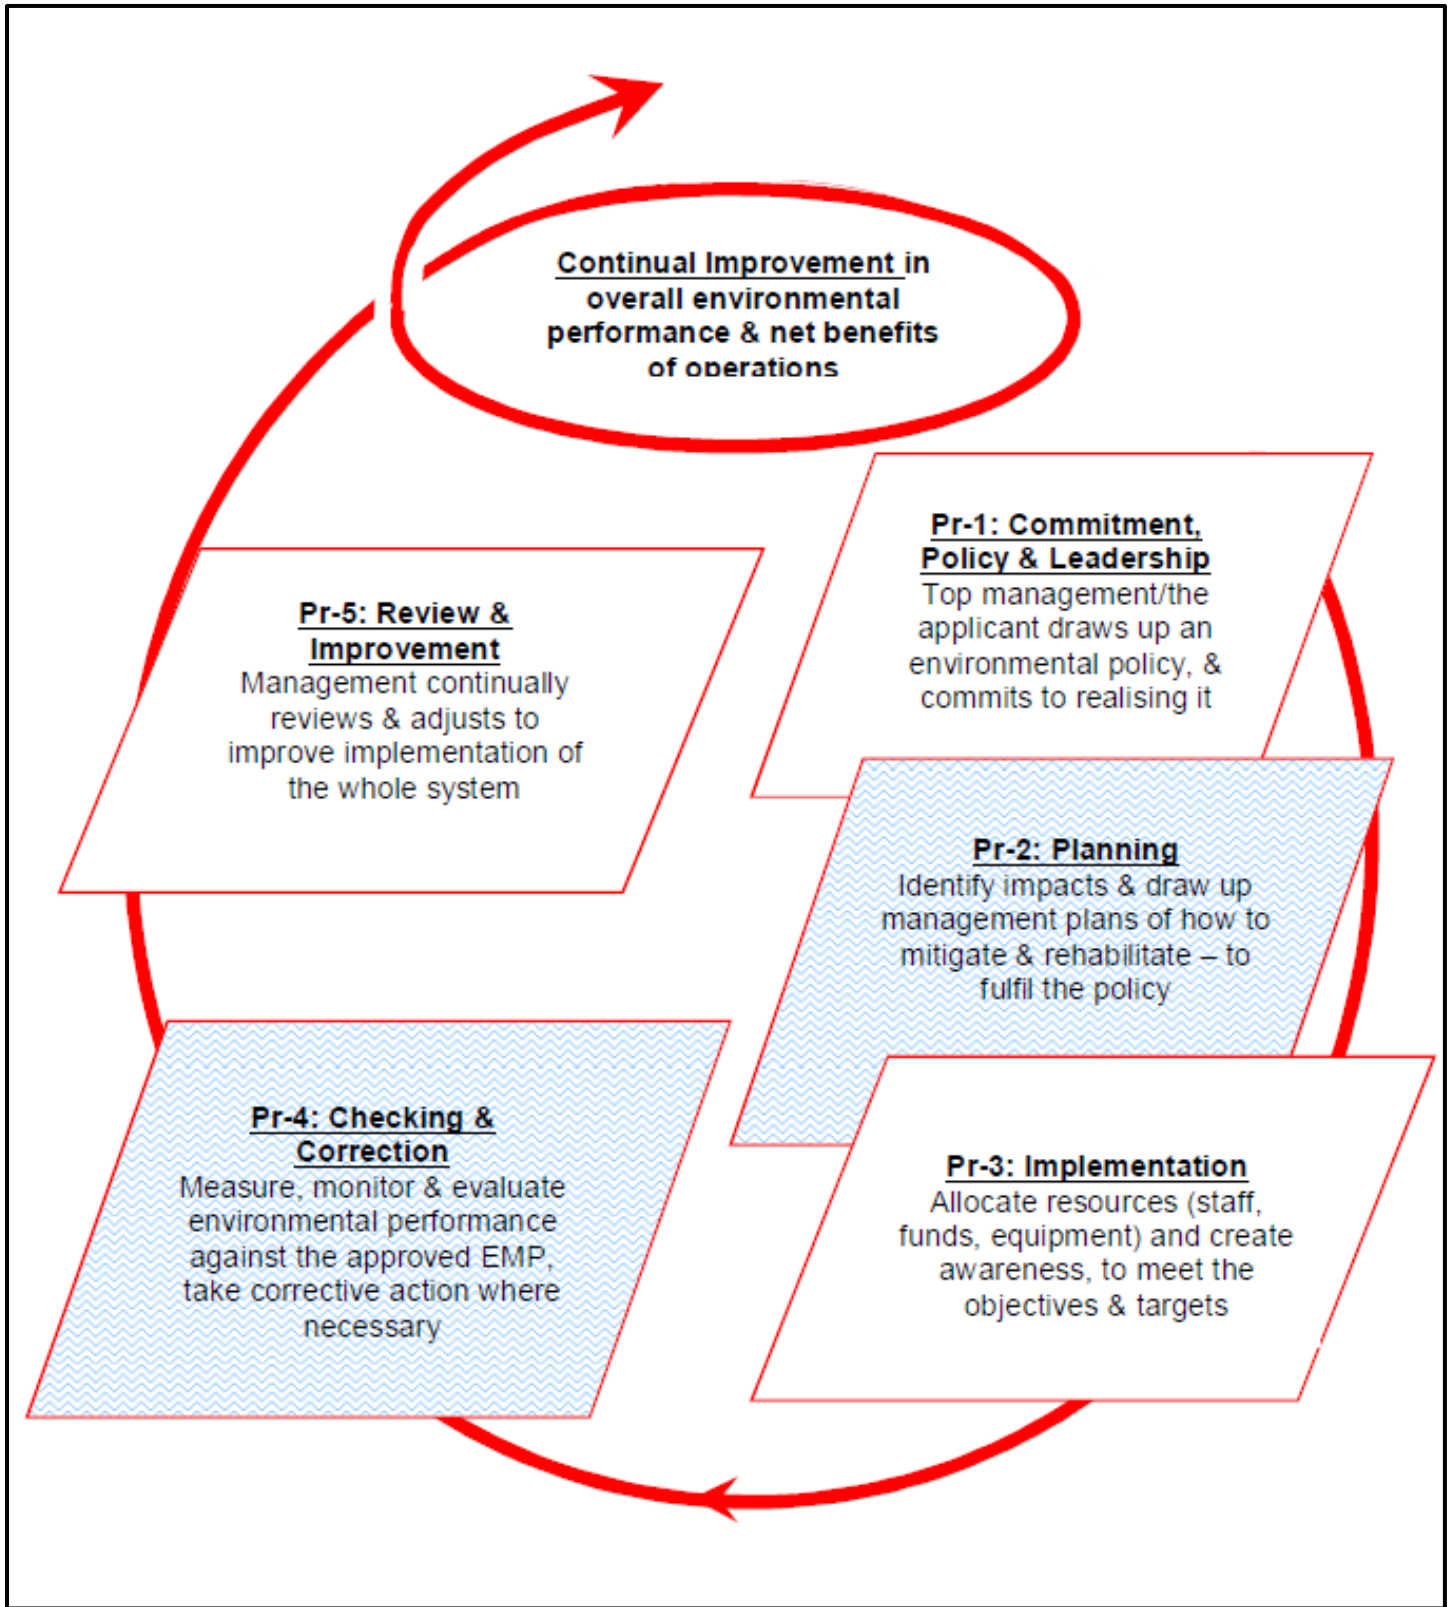 Continual Improvement in
overall environmental
performance & net benefits
of operations
Pr-1: Commitment,
Policy & Leadership
Top management/the
applicant draws up an
environmental policy, &
commits to realising it
Pr-2: Planning
Identify impacts & draw up
management plans of how to
mitigate & rehabilitate – to
fulfil the policy
Pr-3: Implementation
Allocate resources (staff,
funds, equipment) and create
awareness, to meet the
objectives & targets
Pr-4: Checking &
Correction
Measure, monitor & evaluate
environmental performance
against the approved EMP,
take corrective action where
necessary
Pr-5: Review &
Improvement
Management continually
reviews & adjusts to
improve implementation of
the whole system